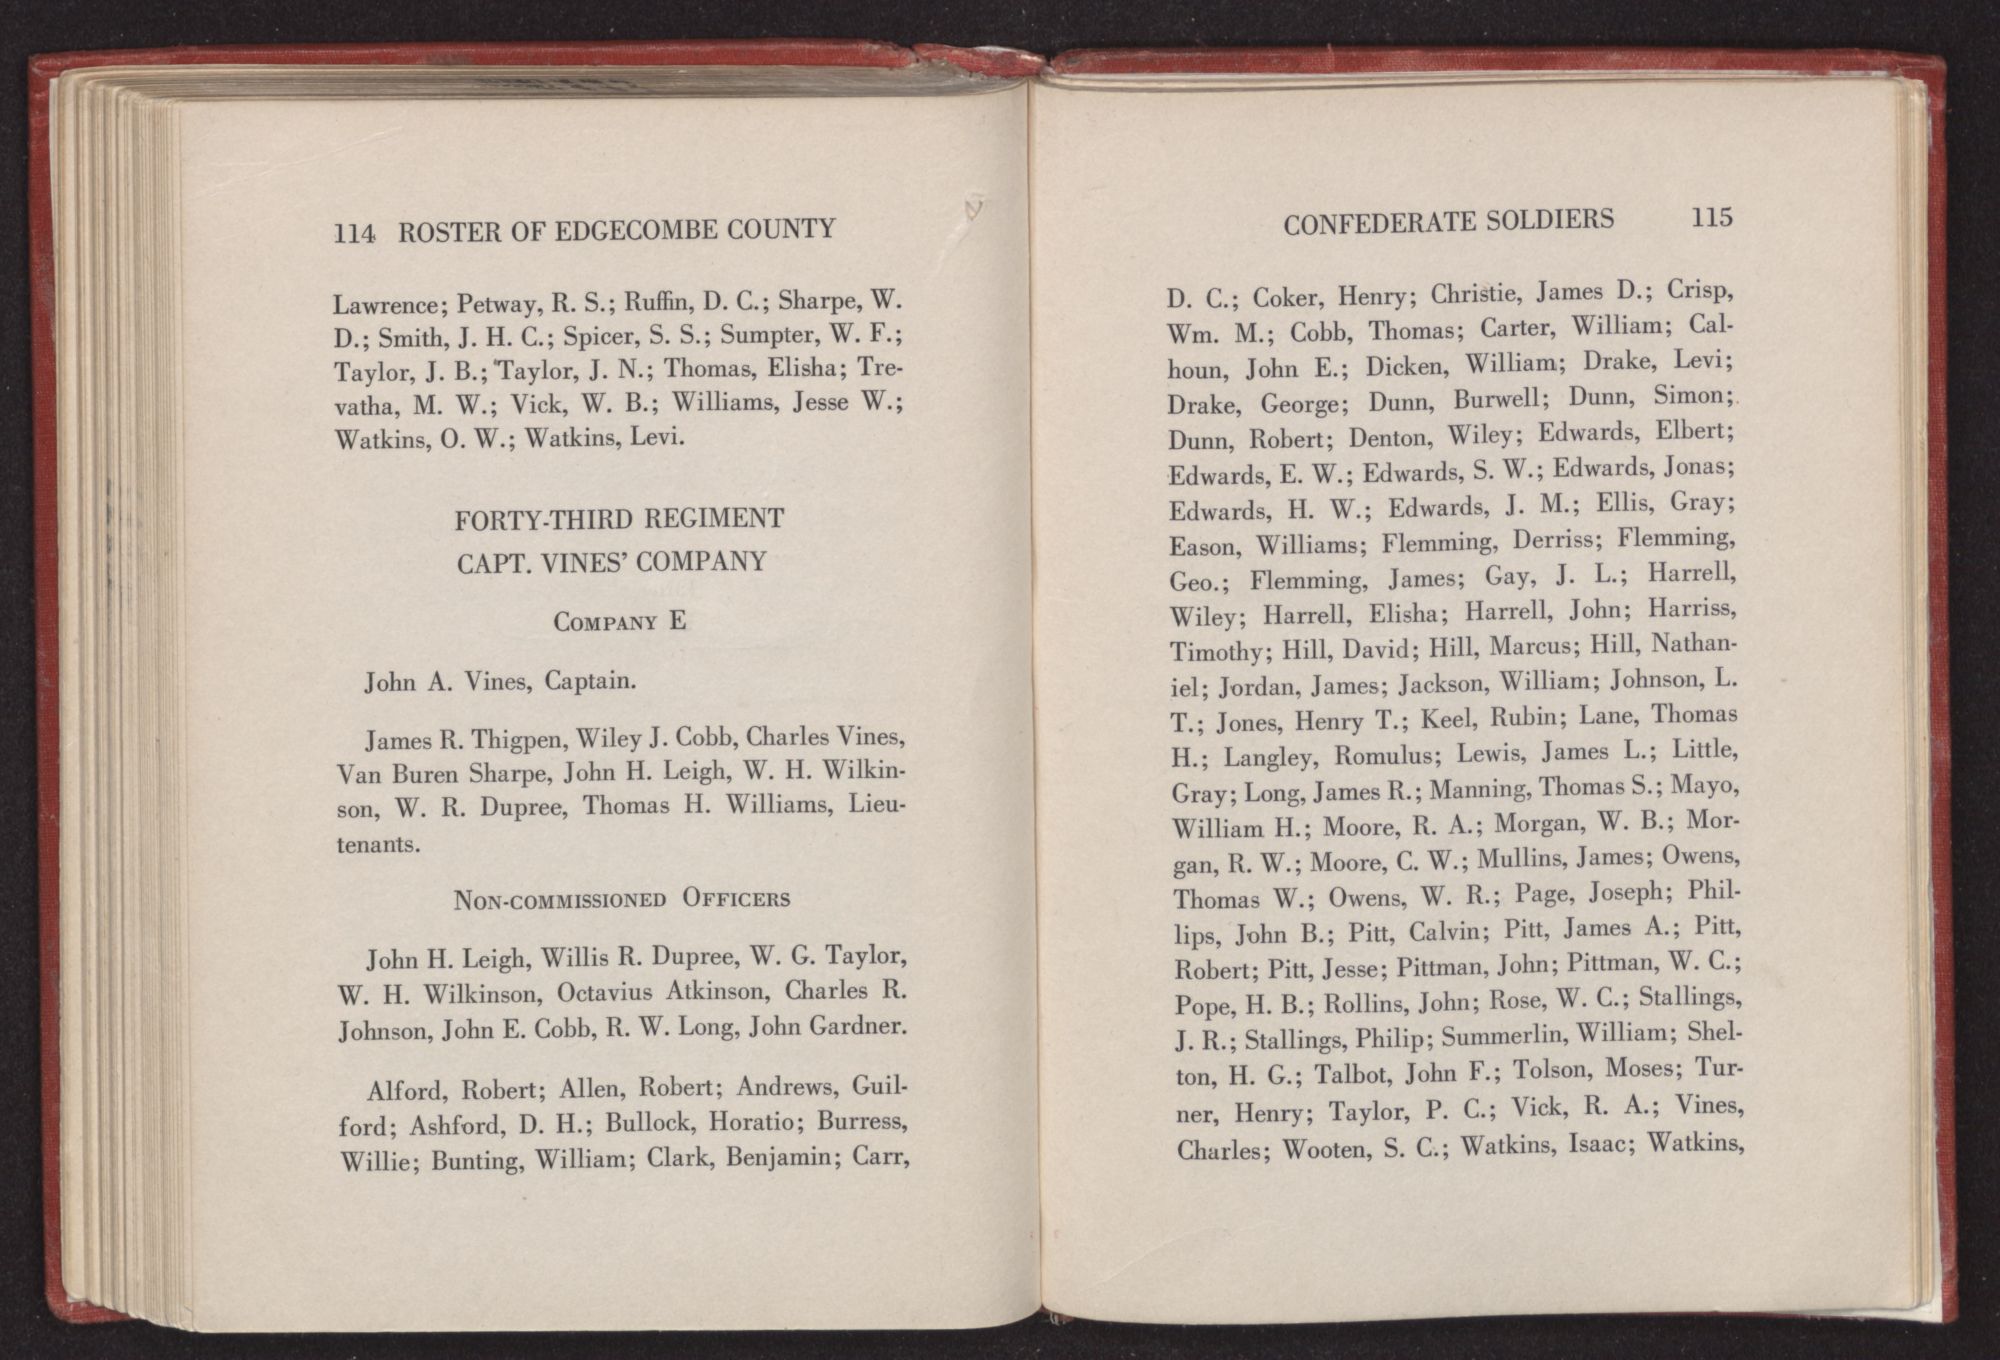 114 ROSTER OF EDGECOMBE COUNTY
Lawrence; Petway, R. S.; Ruffin, D. C.; Sharpe, W.
D.; Smith, J. H. C.; Spicer, S. S.; Sumpter, W. F.;
Taylor, J. B.; Taylor, J. N.; Thomas, Elisha; Tre-
vatha, M. W.; Vick, W. B.; Williams, Jesse W.;
Watkins, O. W.; Watkins, Levi.
FORTY-THIRD REGIMENT
CAPT. VINES' COMPANY
COMPANY E
John A. Vines, Captain.
James R. Thigpen, Wiley J. Cobb, Charles Vines,
Van Buren Sharpe, John H. Leigh, W. H. Wilkin-
son, W. R. Dupree, Thomas H. Williams, Lieu-
tenants.
NON-COMMISSIONED OFFICERS
John H. Leigh, Willis R. Dupree, W. G. Taylor,
W. H. Wilkinson, Octavius Atkinson, Charles R.
Johnson, John E. Cobb, R. W. Long, John Gardner.
Alford, Robert; Allen, Robert; Andrews, Guil-
ford; Ashford, D. H.; Bullock, Horatio; Burress,
Willie; Bunting, William; Clark, Benjamin; Carr,
CONFEDERATE SOLDIERS 115
D. C.; Coker, Henry; Christie, James D.; Crisp,
Wm. M.; Cobb, Thomas; Carter, William; Cal-
houn, John E.; Dicken, William; Drake, Levi;
Drake, George; Dunn, Burwell; Dunn, Simon;
Dunn, Robert; Denton, Wiley; Edwards, Elbert;
Edwards, E. W.; Edwards, S. W.; Edwards, Jonas;
Edwards, H. W.; Edwards, J. M.; Ellis, Gray;
Eason, Williams; Flemming, Derriss; Flemming,
Geo.; Flemming, James; Gay, J. L.; Harrell,
Wiley; Harrell, Elisha; Harrell, John; Harriss,
Timothy; Hill, David; Hill, Marcus; Hill, Nathan-
iel; Jordan, James; Jackson, William; Johnson, L.
T.; Jones, Henry T.; Keel, Rubin; Lane, Thomas
H.; Langley, Romulus; Lewis, James L.; Little,
Gray; Long, James R.; Manning, Thomas S.; Mayo,
William H.; Moore, R. A.; Morgan, W. B.; Mor-
gan, R. W.; Moore, C. W.; Mullins, James; Owens,
Thomas W.; Owens, W. R.; Page, Joseph; Phil-
lips, John B.; Pitt, Calvin; Pitt, James A.; Pitt,
Robert; Pitt, Jesse; Pittman, John; Pittman, W. C.;
Pope, H. B.; Rollins, John; Rose, W. C.; Stallings,
J. R.; Stallings, Philip; Summerlin, William; Shel-
ton, H. G.; Talbot, John F.; Tolson, Moses; Tur-
ner, Henry; Taylor, P. C.; Vick, R. A.; Vines,
Charles; Wooten, S. C.; Watkins, Isaac; Watkins,